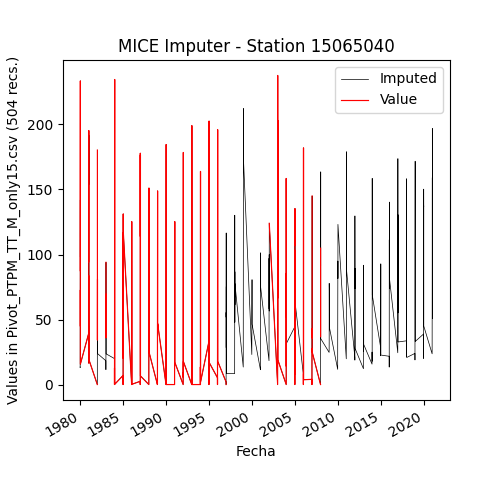 MICE Imputer - Station 15065040
Values in Pivot_PTPM_TT_M_only15.csv (504 recs.)
Imputed
Value
200
150
100
50
0
1980
1985
1990
1995
2000
2005
2010
2015
2020
Fecha